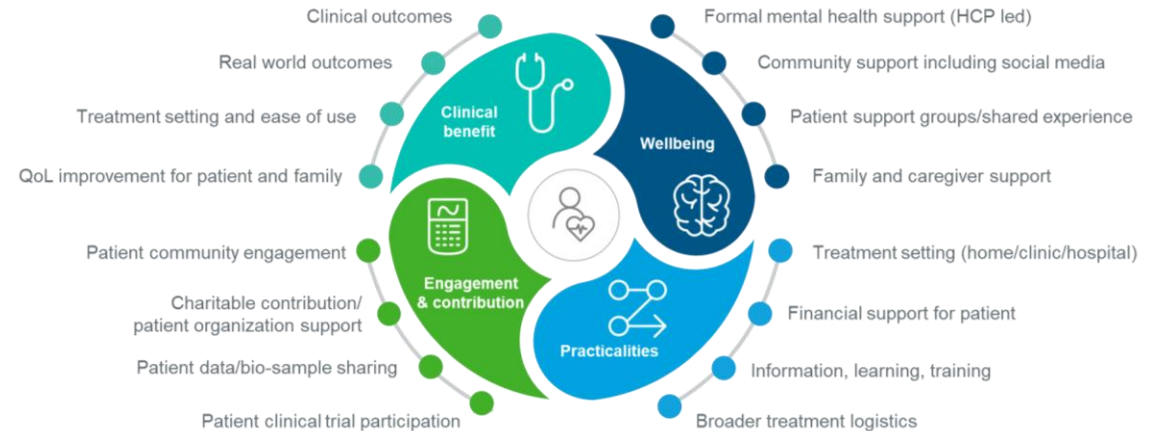 Clinical outcomes
Real world outcomes
Treatment setting and ease of use
QoL improvement for patient and family
Clinical
benefit
Formal mental health support (HCP led)
Community support including social media
Patient support groups/shared experience
Family and caregiver support
Wellbeing
Patient community engagement
Charitable contribution/
patient organization support
Patient data/bio-sample sharing
Patient clinical trial participation
Engagement
& contribution
Treatment setting (home/clinic/hospital)
Financial support for patient
Information, learning, training
Broader treatment logistics
Practicalities